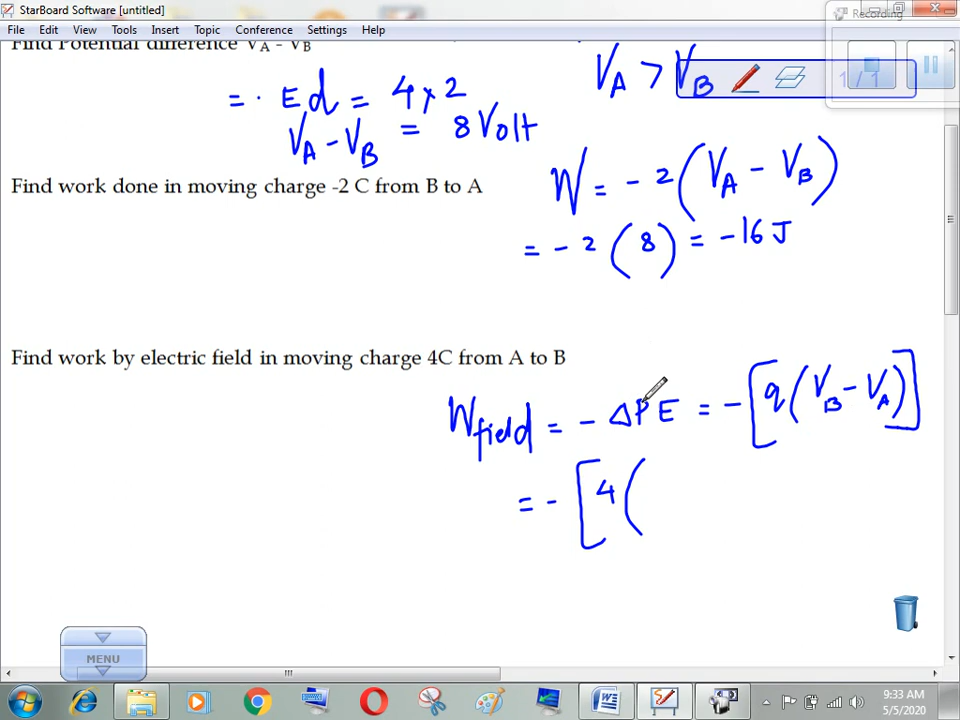 StarBoard Software [untitled]
Recording
File Edit View Tools Insert Topic Conference Settings Help
1/1
Find Potential difference VA - VB
VA > VB
= · Ed = 4 × 2
VA - VB = 8 Volt
Find work done in moving charge -2 C from B to A
W = - 2 (VA - VB)
= - 2 (8) = - 16 J
Find work by electric field in moving charge 4C from A to B
Wfield = - ΔPE = - [q(VB - VA)]
= - [4(
MENU
9:33 AM
5/5/2020